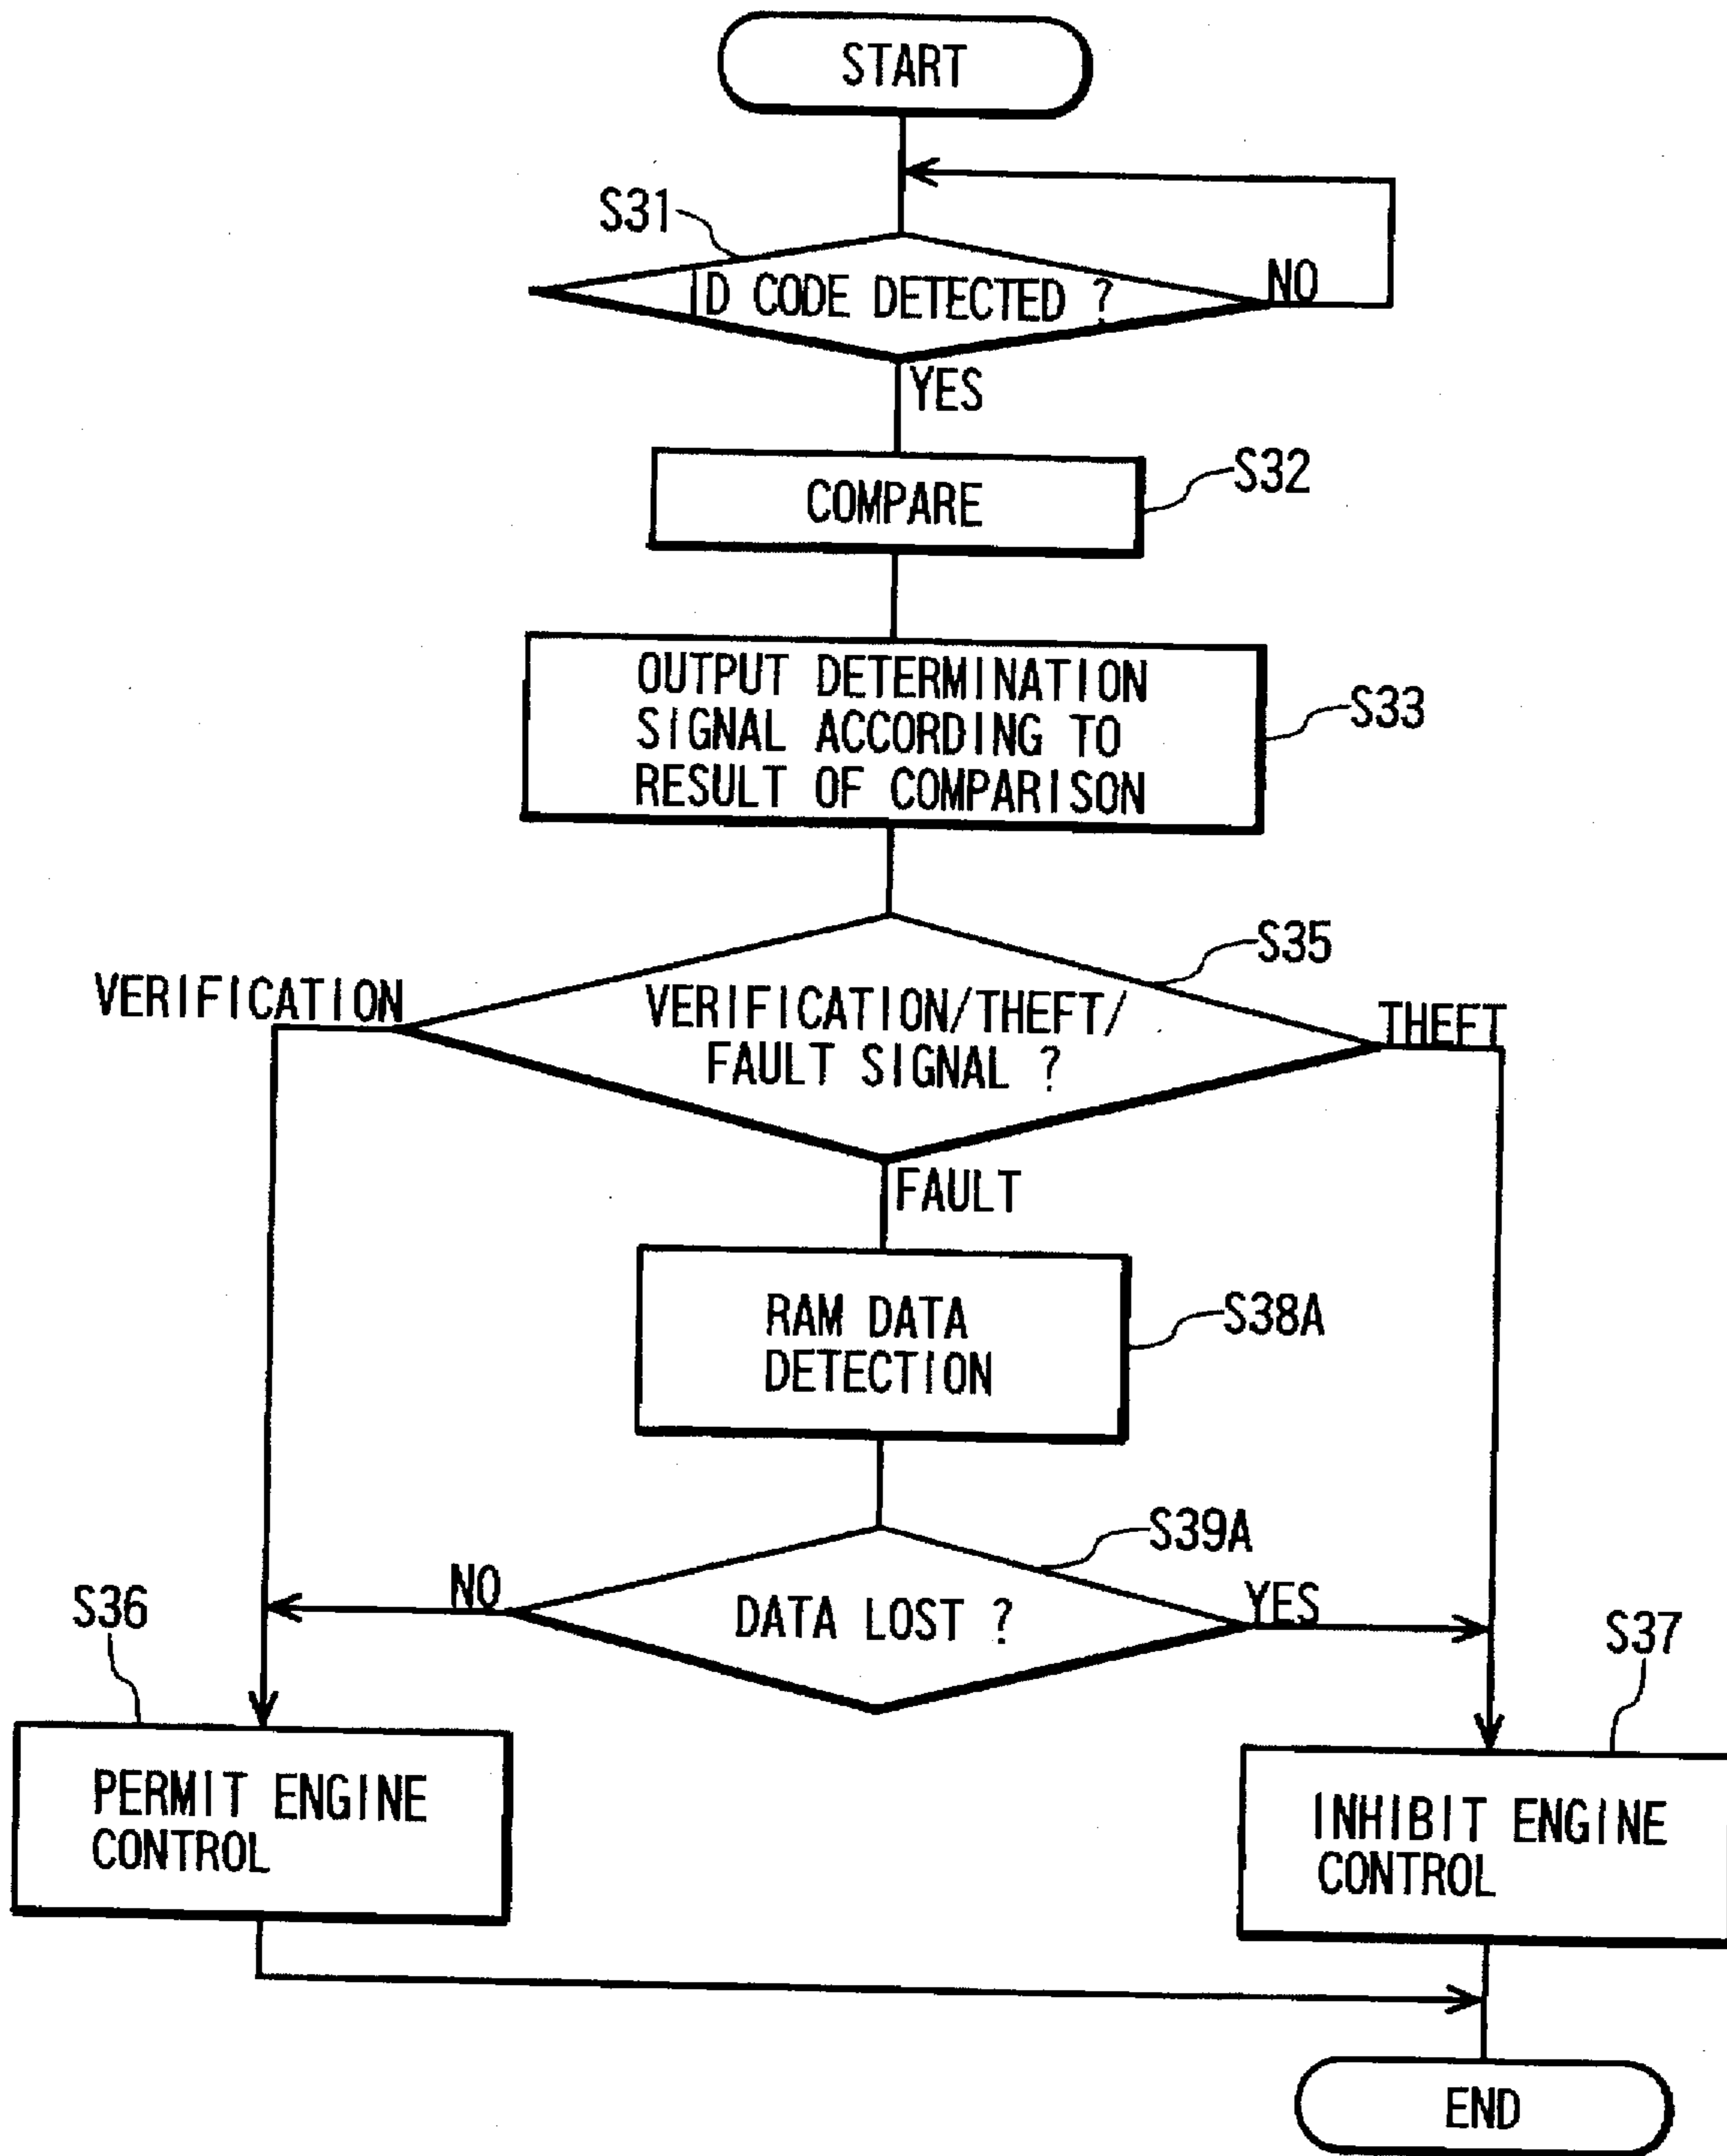 START
S31
ID CODE DETECTED ?
NO
YES
COMPARE
S32
OUTPUT DETERMINATION
SIGNAL ACCORDING TO
RESULT OF COMPARISON
S33
S35
VERIFICATION
VERIFICATION/THEFT/
FAULT SIGNAL ?
THEFT
FAULT
RAM DATA
DETECTION
S38A
S39A
NO
DATA LOST ?
YES
S36
S37
PERMIT ENGINE
CONTROL
INHIBIT ENGINE
CONTROL
END